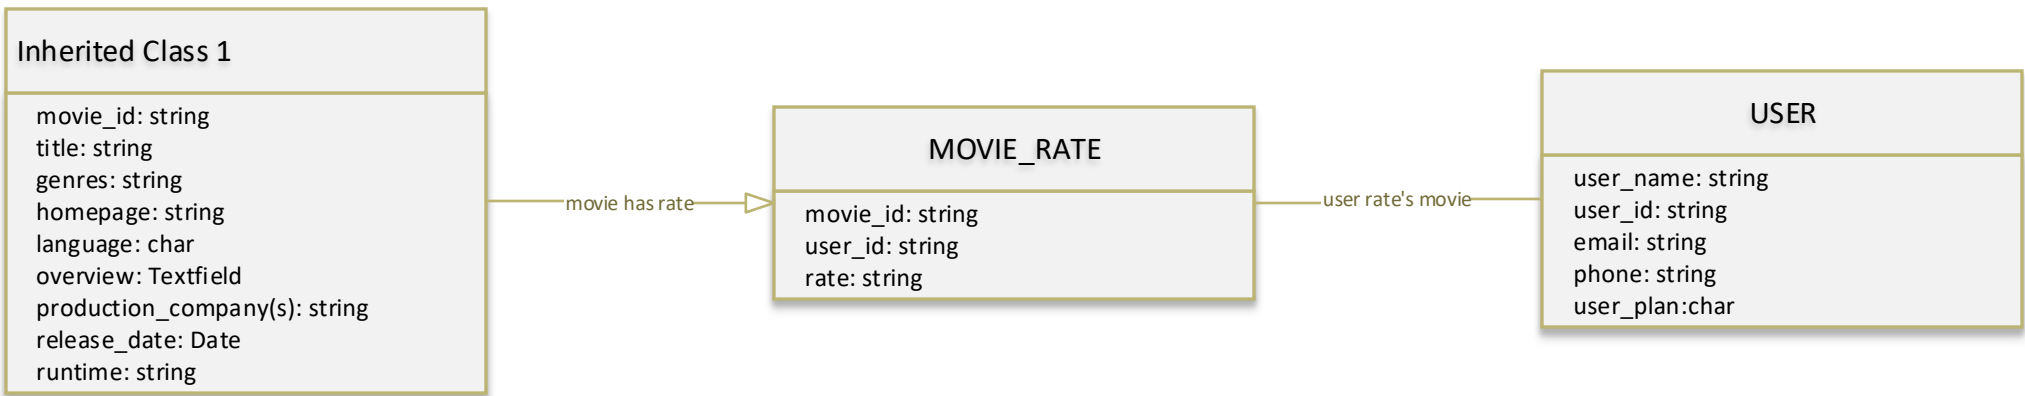 Inherited Class 1
movie_id: string
title: string
genres: string
homepage: string
language: char
overview: Textfield
production_company(s): string
release_date: Date
runtime: string
movie has rate
MOVIE_RATE
movie_id: string
user_id: string
rate: string
user rate's movie
USER
user_name: string
user_id: string
email: string
phone: string
user_plan:char